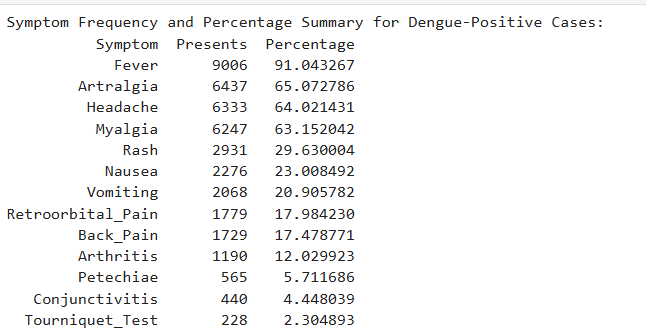 Symptom Frequency and Percentage Summary for Dengue-Positive Cases:
Symptom Presents Percentage
Fever 9006 91.043267
Artralgia 6437 65.072786
Headache 6333 64.021431
Myalgia 6247 63.152042
Rash 2931 29.630004
Nausea 2276 23.008492
Vomiting 2068 20.905782
Retroorbital_Pain 1779 17.984230
Back_Pain 1729 17.478771
Arthritis 1190 12.029923
Petechiae 565 5.711686
Conjunctivitis 440 4.448039
Tourniquet_Test 228 2.304893